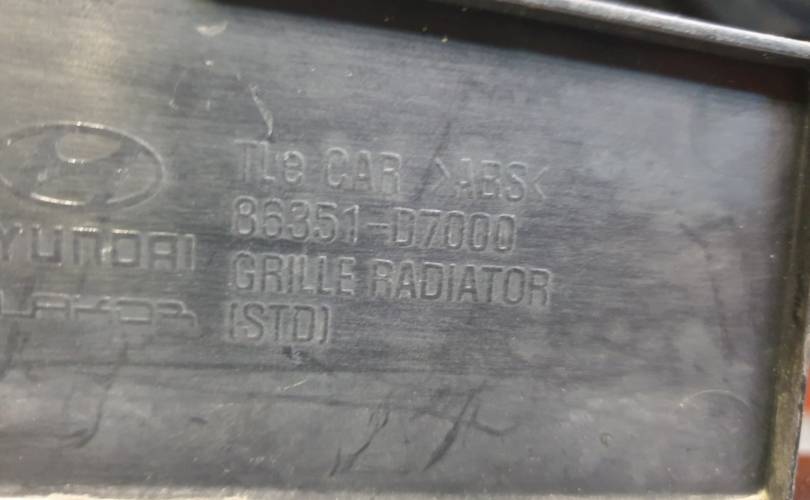 TLe CAR >ABS<
86351-D7000
HYUNDAI
GRILLE RADIATOR
(STD)